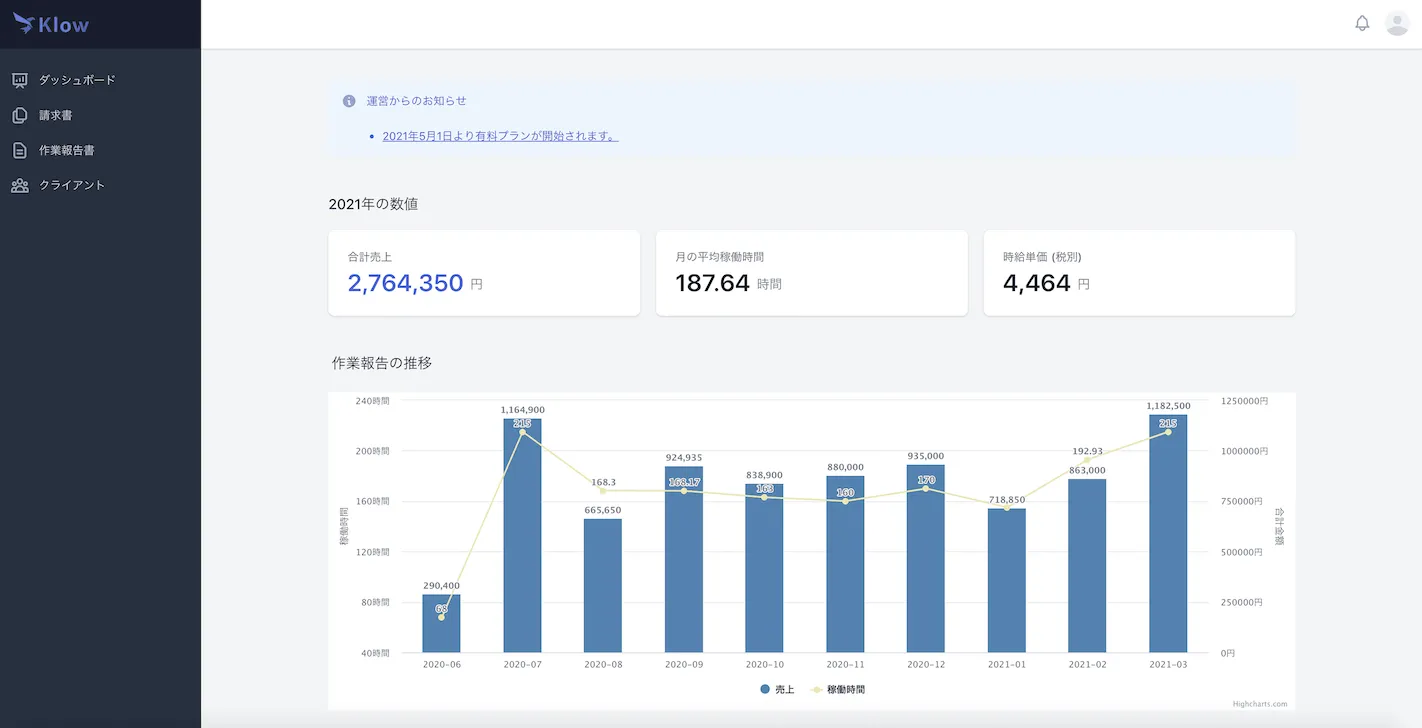 Klow
ダッシュボード
請求書
作業報告書
クライアント
運営からのお知らせ
2021年5月1日より有料プランが開始されます。
2021年の数値
合計売上
2,764,350 円
月の平均稼働時間
187.64 時間
時給単価 (税別)
4,464 円
作業報告の推移
240時間
200時間
160時間
120時間
80時間
40時間
稼働時間
1250000円
1000000円
750000円
500000円
250000円
0円
合計金額
290,400
1,164,900
665,650
924,935
838,900
880,000
935,000
718,850
863,000
1,182,500
68
215
168.3
168.17
163
160
170
192.93
215
2020-06 2020-07 2020-08 2020-09 2020-10 2020-11 2020-12 2021-01 2021-02 2021-03
売上 稼働時間
Highcharts.com